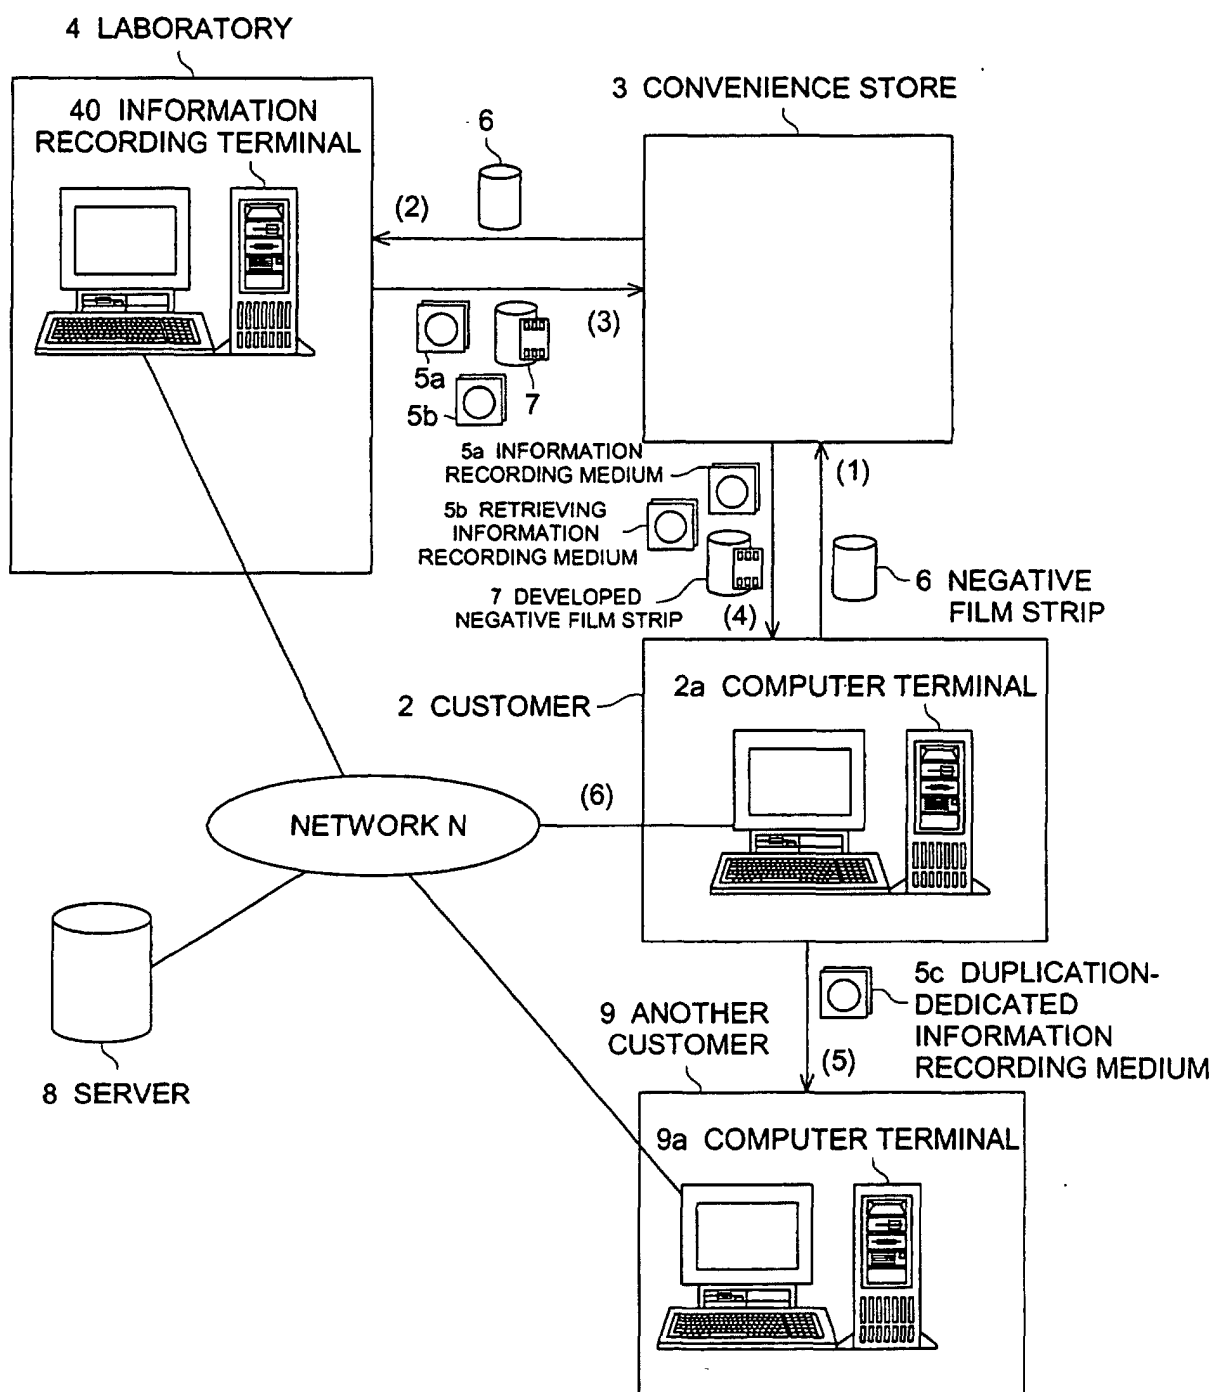 4 LABORATORY
40 INFORMATION
RECORDING TERMINAL
3 CONVENIENCE STORE
6
(2)
(3)
5a
5b
7
5a INFORMATION
RECORDING MEDIUM
5b RETRIEVING
INFORMATION
RECORDING MEDIUM
7 DEVELOPED
NEGATIVE FILM STRIP
(4)
(1)
6 NEGATIVE
FILM STRIP
2 CUSTOMER
2a COMPUTER TERMINAL
NETWORK N
(6)
8 SERVER
5c DUPLICATION-
DEDICATED
INFORMATION
RECORDING MEDIUM
9 ANOTHER
CUSTOMER
(5)
9a COMPUTER TERMINAL